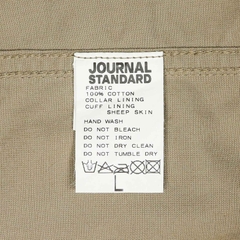 JOURNAL
STANDARD
FABRIC
100% COTTON
COLLAR LINING
CUFF LINING
SHEEP SKIN
HAND WASH
DO NOT BLEACH
DO NOT IRON
DO NOT DRY CLEAN
DO NOT TUMBLE DRY
L